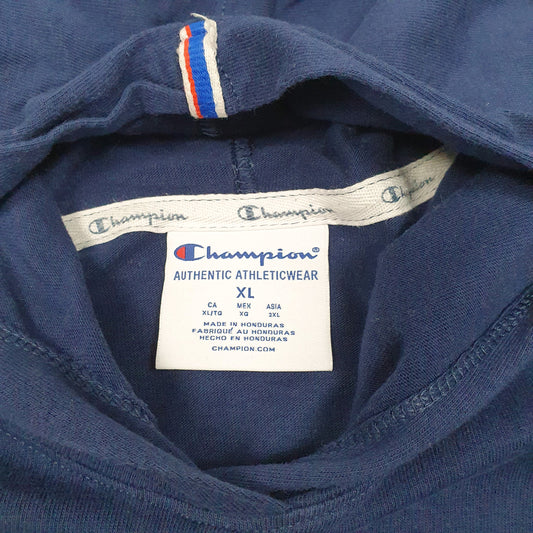 Champion Champion Champion
Champion
AUTHENTIC ATHLETICWEAR
XL
CA MEX ASIA
XL/TG XG 2XL
MADE IN HONDURAS
FABRIQUÉ AU HONDURAS
HECHO EN HONDURAS
CHAMPION.COM